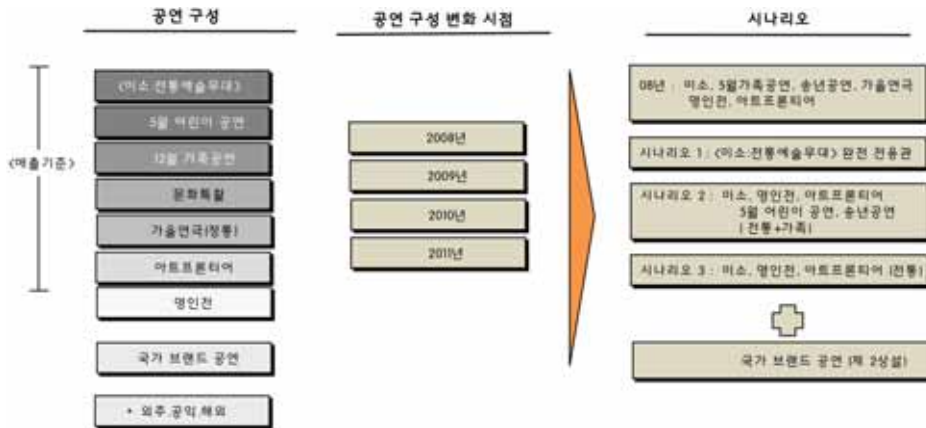 공연 구성
<매출기준>
<미소:전통예술무대>
5월 어린이 공연
12월 가족공연
문화특활
가을연극(정통)
아트프론티어
명인전
국가 브랜드 공연
+ 외주.공익.해외
공연 구성 변화 시점
2008년
2009년
2010년
2011년
시나리오
08년 : 미소, 5월가족공연, 송년공연, 가을연극
명인전, 아트프론티어
시나리오 1 : <미소:전통예술무대> 완전 전용관
시나리오 2 : 미소, 명인전, 아트프론티어
5월 어린이 공연, 송년공연
(전통+가족)
시나리오 3 : 미소, 명인전, 아트프론티어 (전통)
국가 브랜드 공연 (제 2상설)